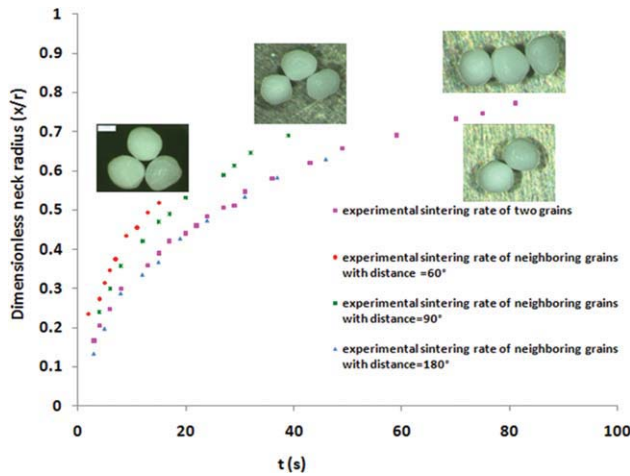 1
0.9
0.8
0.7
0.6
0.5
0.4
0.3
0.2
0.1
0
Dimensionless neck radius (x/r)
0
20
40
60
80
100
t (s)
experimental sintering rate of two grains
experimental sintering rate of neighboring grains
with distance =60°
experimental sintering rate of neighboring grains
with distance=90°
experimental sintering rate of neighboring grains
with distance=180°